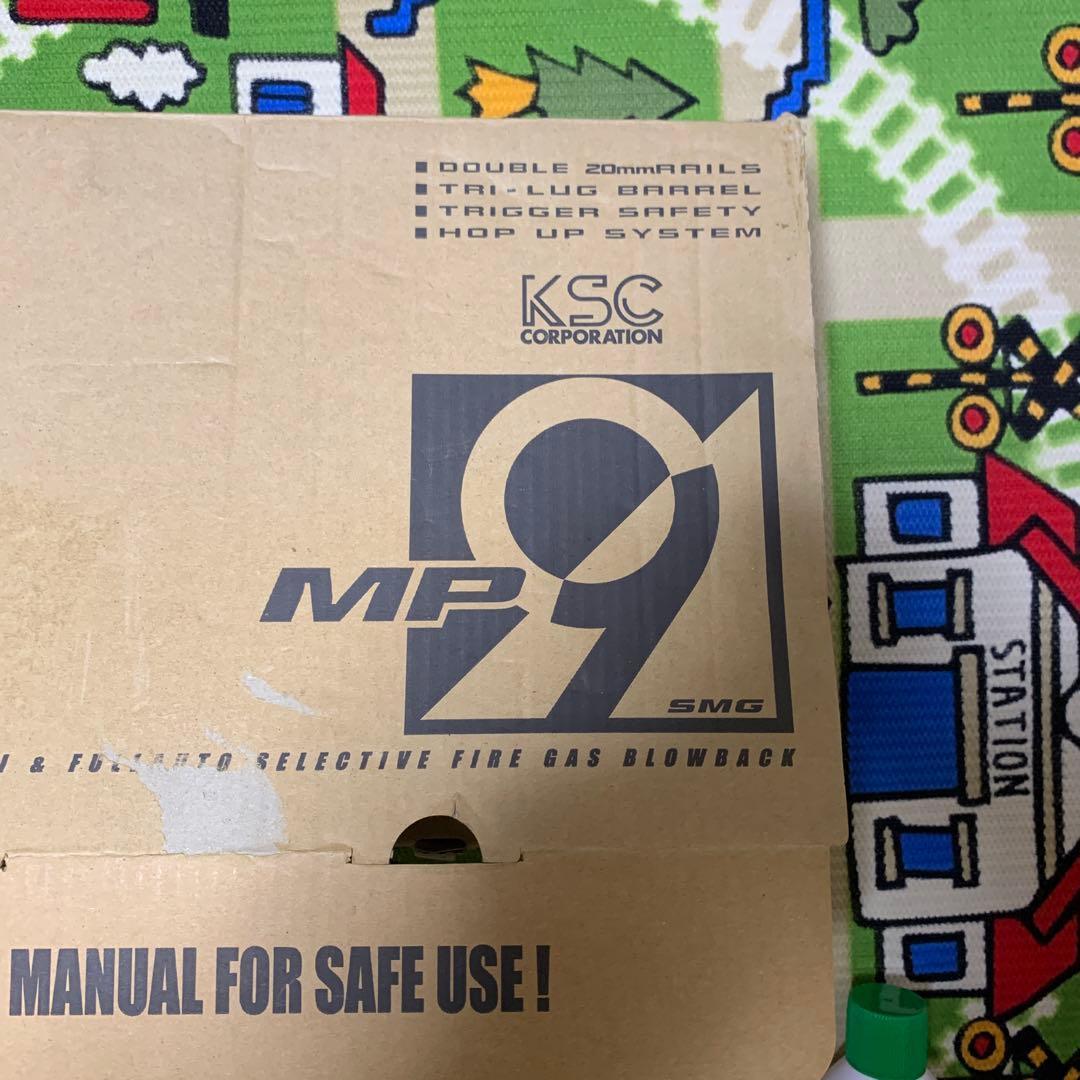 ■ DOUBLE 20mmRAILS
■ TRI-LUG BARREL
■ TRIGGER SAFETY
■ HOP UP SYSTEM
KSC
CORPORATION
MP9
SMG
& FULLAUTO SELECTIVE FIRE GAS BLOWBACK
MANUAL FOR SAFE USE!
STATION